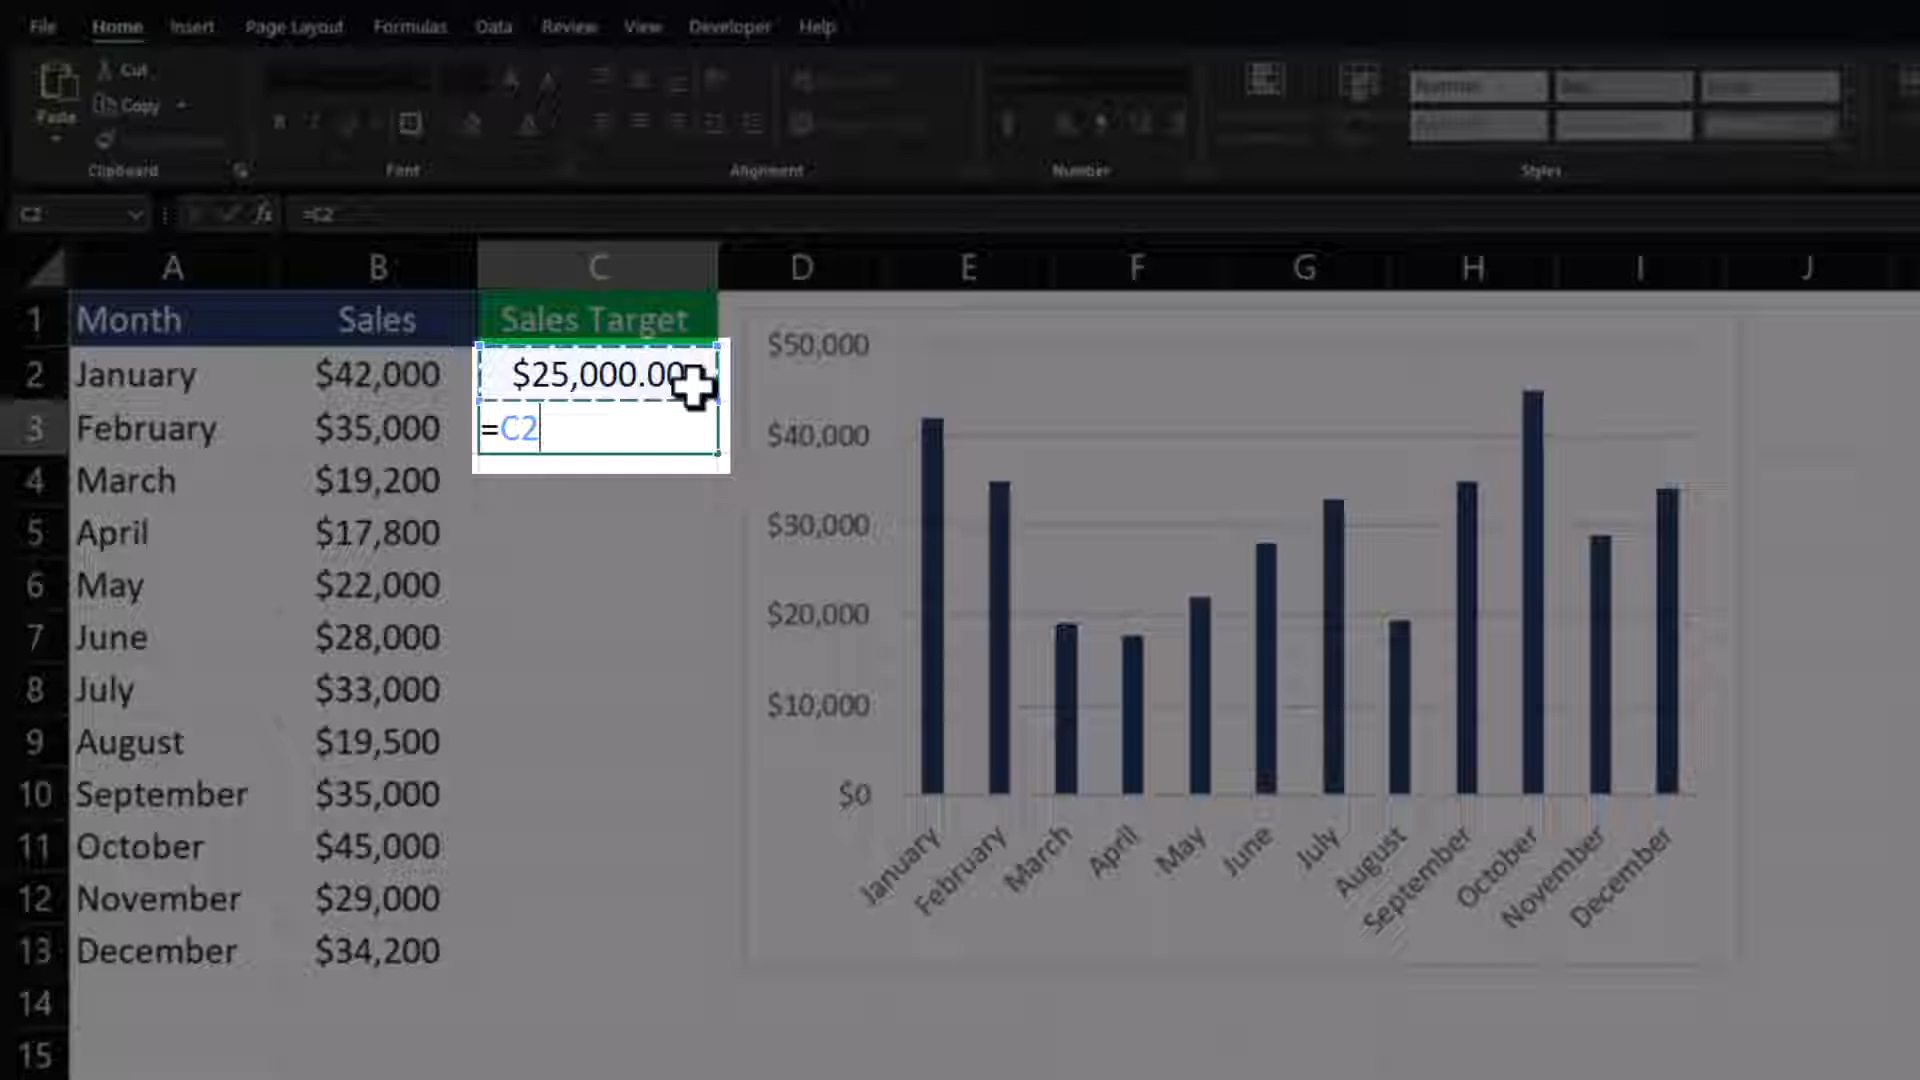 File Home Insert Page Layout Formulas Data Review View Developer Help
Paste
Cut
Copy
Clipboard Font Alignment Number Styles
C2 fx =C2
A B C D E F G H I J
1 Month Sales Sales Target
2 January $42,000 $25,000.00
3 February $35,000 =C2
4 March $19,200
5 April $17,800
6 May $22,000
7 June $28,000
8 July $33,000
9 August $19,500
10 September $35,000
11 October $45,000
12 November $29,000
13 December $34,200
14
15
$50,000
$40,000
$30,000
$20,000
$10,000
$0
January February March April May June July August September October November December